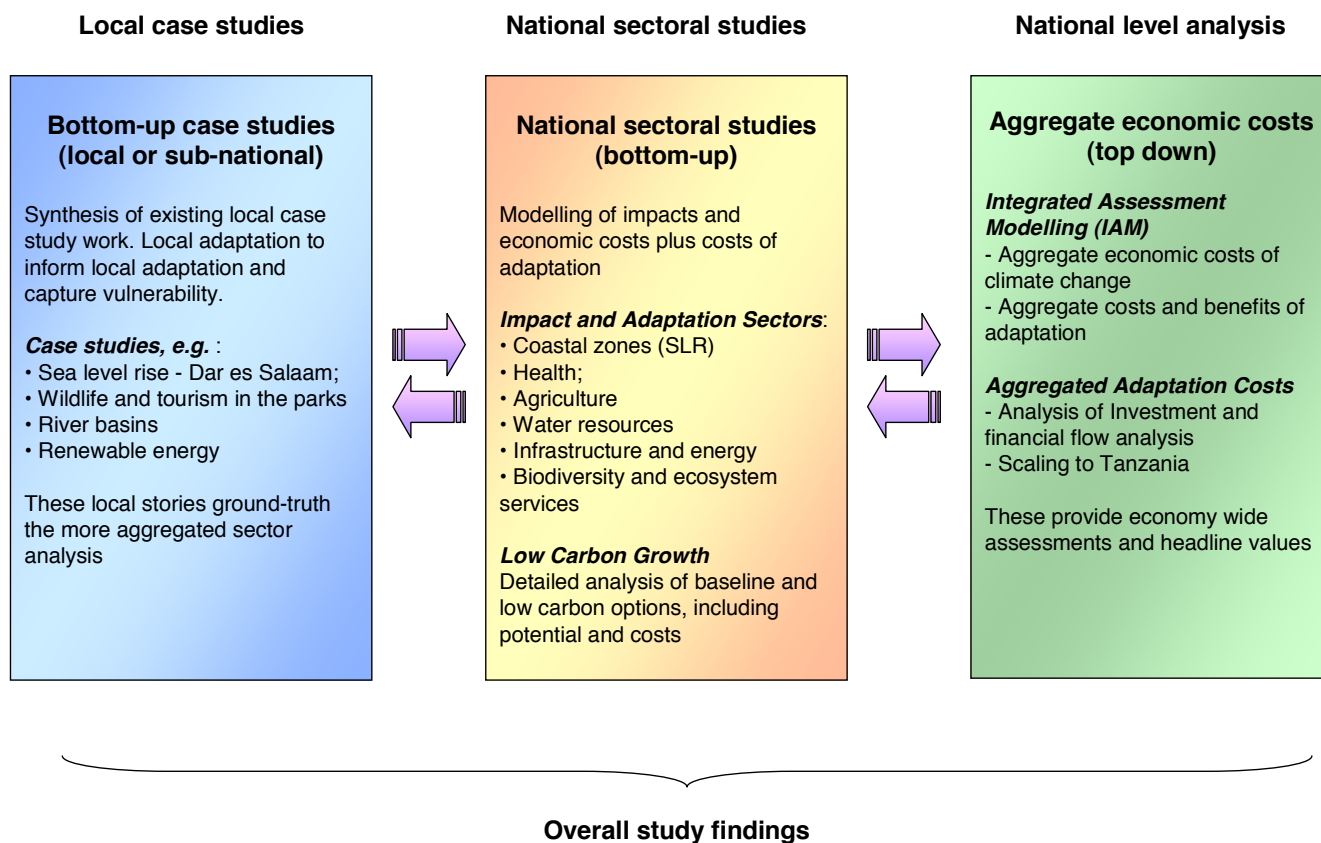 Local case studies
National sectoral studies
National level analysis
Bottom-up case studies
(local or sub-national)
Synthesis of existing local case
study work. Local adaptation to
inform local adaptation and
capture vulnerability.
Case studies, e.g. :
• Sea level rise - Dar es Salaam;
• Wildlife and tourism in the parks
• River basins
• Renewable energy
These local stories ground-truth
the more aggregated sector
analysis
National sectoral studies
(bottom-up)
Modelling of impacts and
economic costs plus costs of
adaptation
Impact and Adaptation Sectors:
• Coastal zones (SLR)
• Health;
• Agriculture
• Water resources
• Infrastructure and energy
• Biodiversity and ecosystem
services
Low Carbon Growth
Detailed analysis of baseline and
low carbon options, including
potential and costs
Aggregate economic costs
(top down)
Integrated Assessment
Modelling (IAM)
- Aggregate economic costs of
climate change
- Aggregate costs and benefits of
adaptation
Aggregated Adaptation Costs
- Analysis of Investment and
financial flow analysis
- Scaling to Tanzania
These provide economy wide
assessments and headline values
Overall study findings